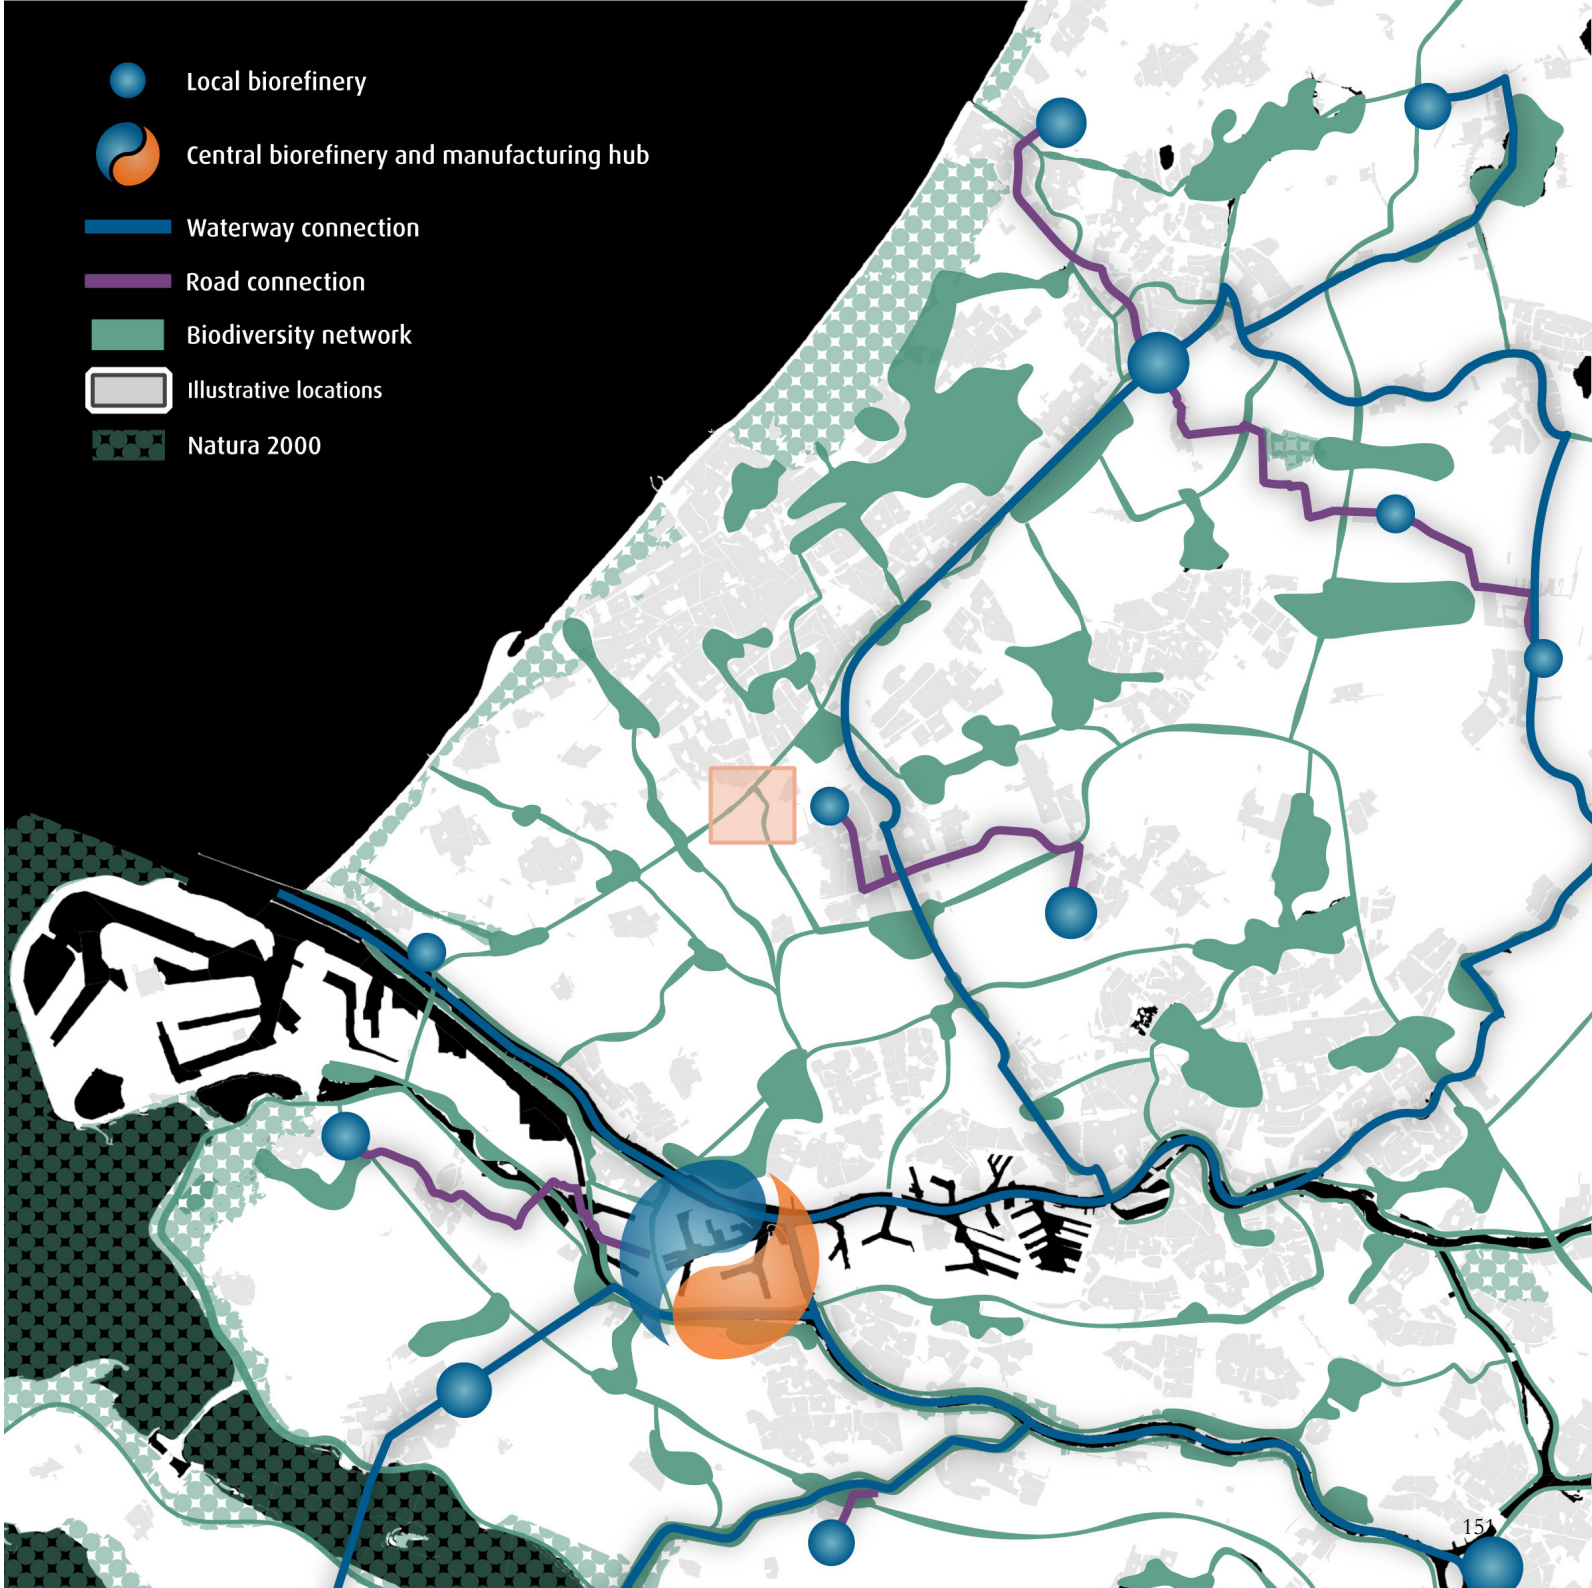 Local biorefinery
Central biorefinery and manufacturing hub
Waterway connection
Road connection
Biodiversity network
Illustrative locations
Natura 2000
151